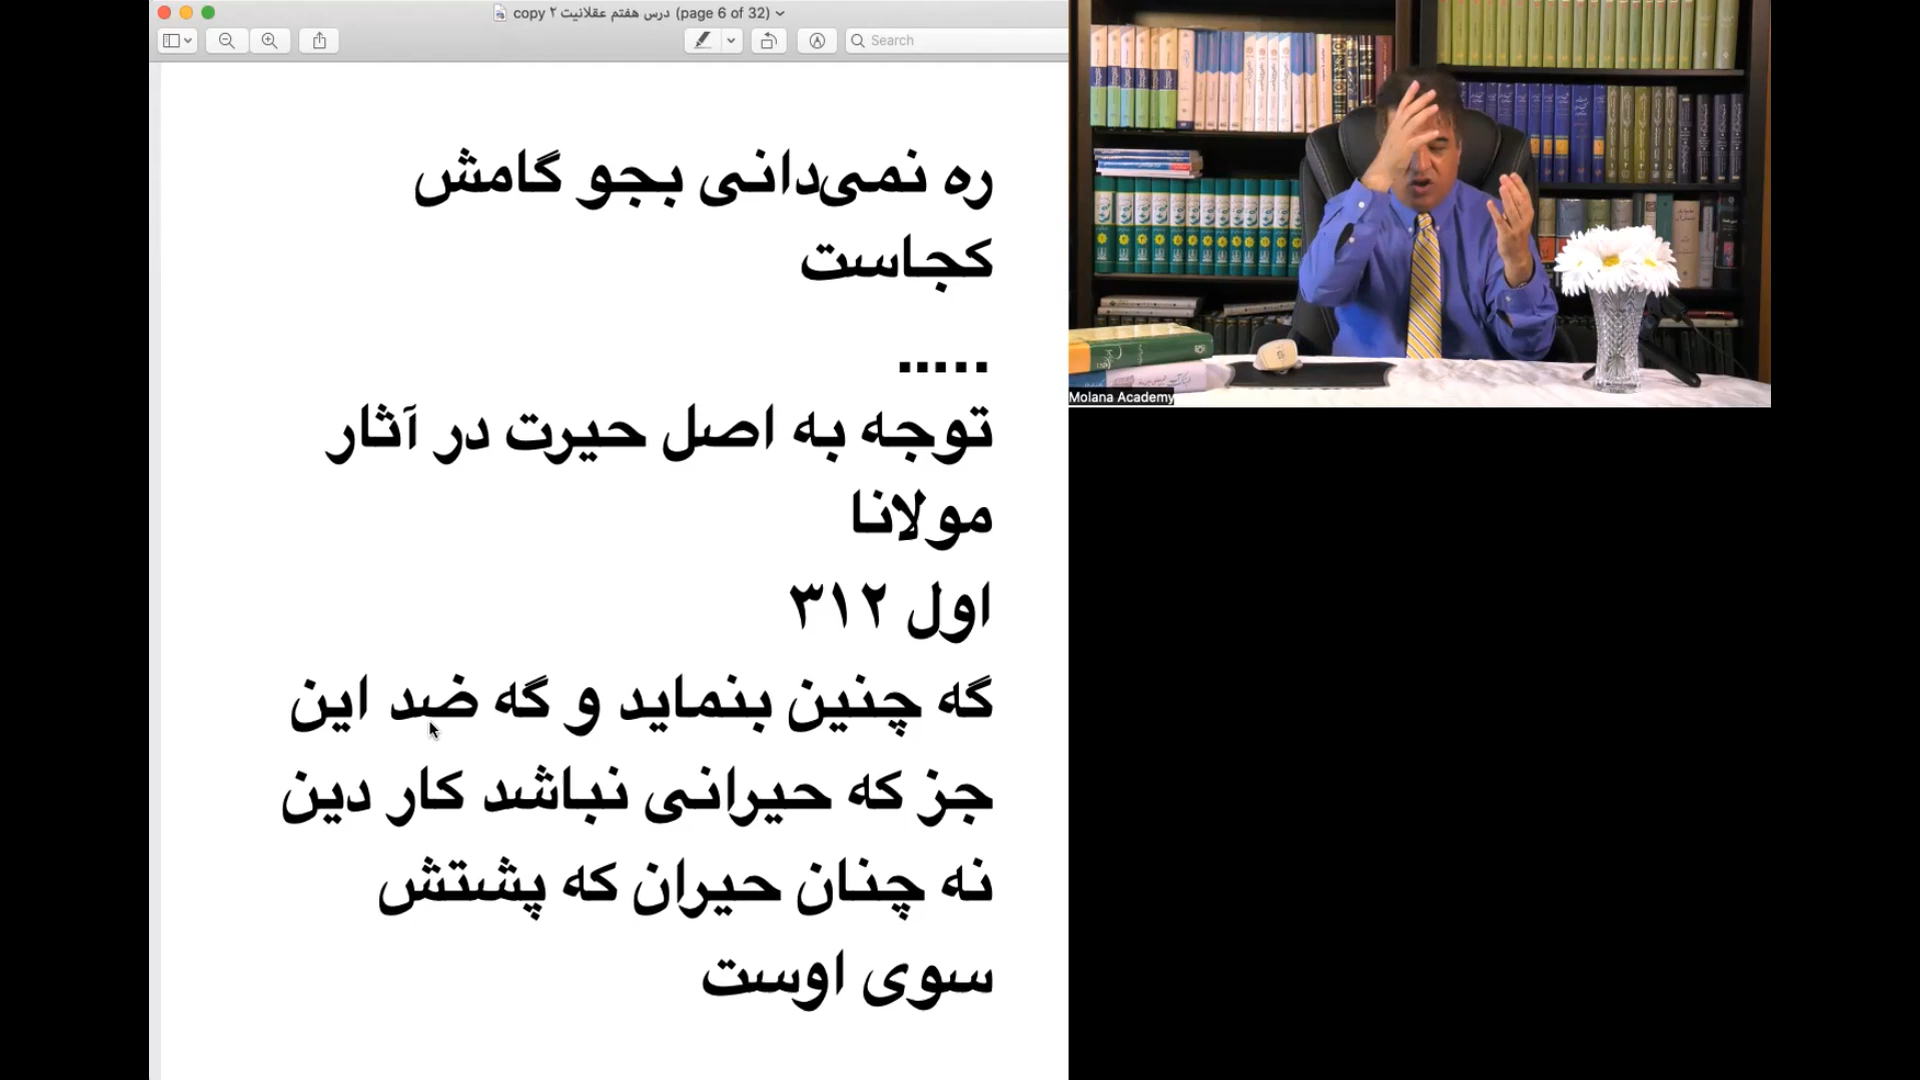 درس هفتم عقلانیت ۲ copy (page 6 of 32)
Search
ره نمی‌دانی بجو گامش
کجاست
.....
توجه به اصل حیرت در آثار
مولانا
اول ۳۱۲
گه چنین بنماید و گه ضد این
جز که حیرانی نباشد کار دین
نه چنان حیران که پشتش
سوی اوست
Molana Academy